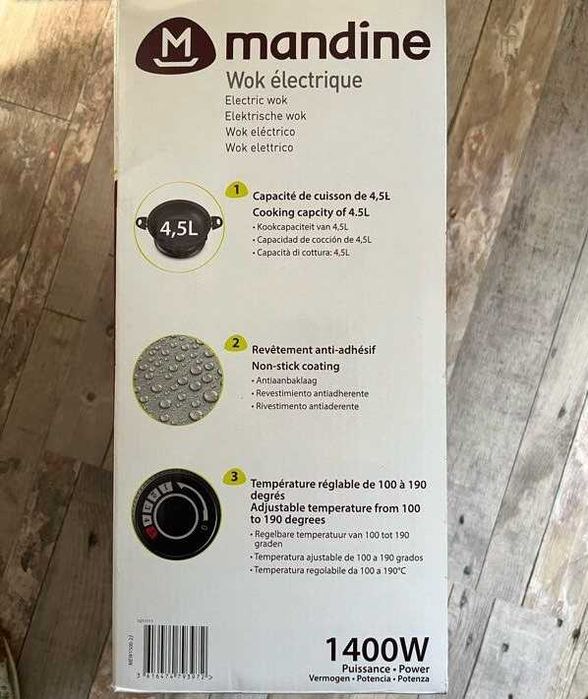 M mandine
Wok électrique
Electric wok
Elektrische wok
Wok eléctrico
Wok elettrico
1
4,5L
Capacité de cuisson de 4,5L
Cooking capcity of 4.5L
• Kookcapaciteit van 4,5L
• Capacidad de cocción de 4,5L
• Capacità di cottura: 4,5L
2
Revêtement anti-adhésif
Non-stick coating
• Antiaanbaklaag
• Revestimiento antiadherente
• Rivestimento antiaderente
3
Température réglable de 100 à 190
degrés
Adjustable temperature from 100
to 190 degrees
• Regelbare temperatuur van 100 tot 190
graden
• Temperatura ajustable de 100 a 190 grados
• Temperatura regolabile da 100 a 190°C
1400W
Puissance • Power
Vermogen • Potencia • Potenza